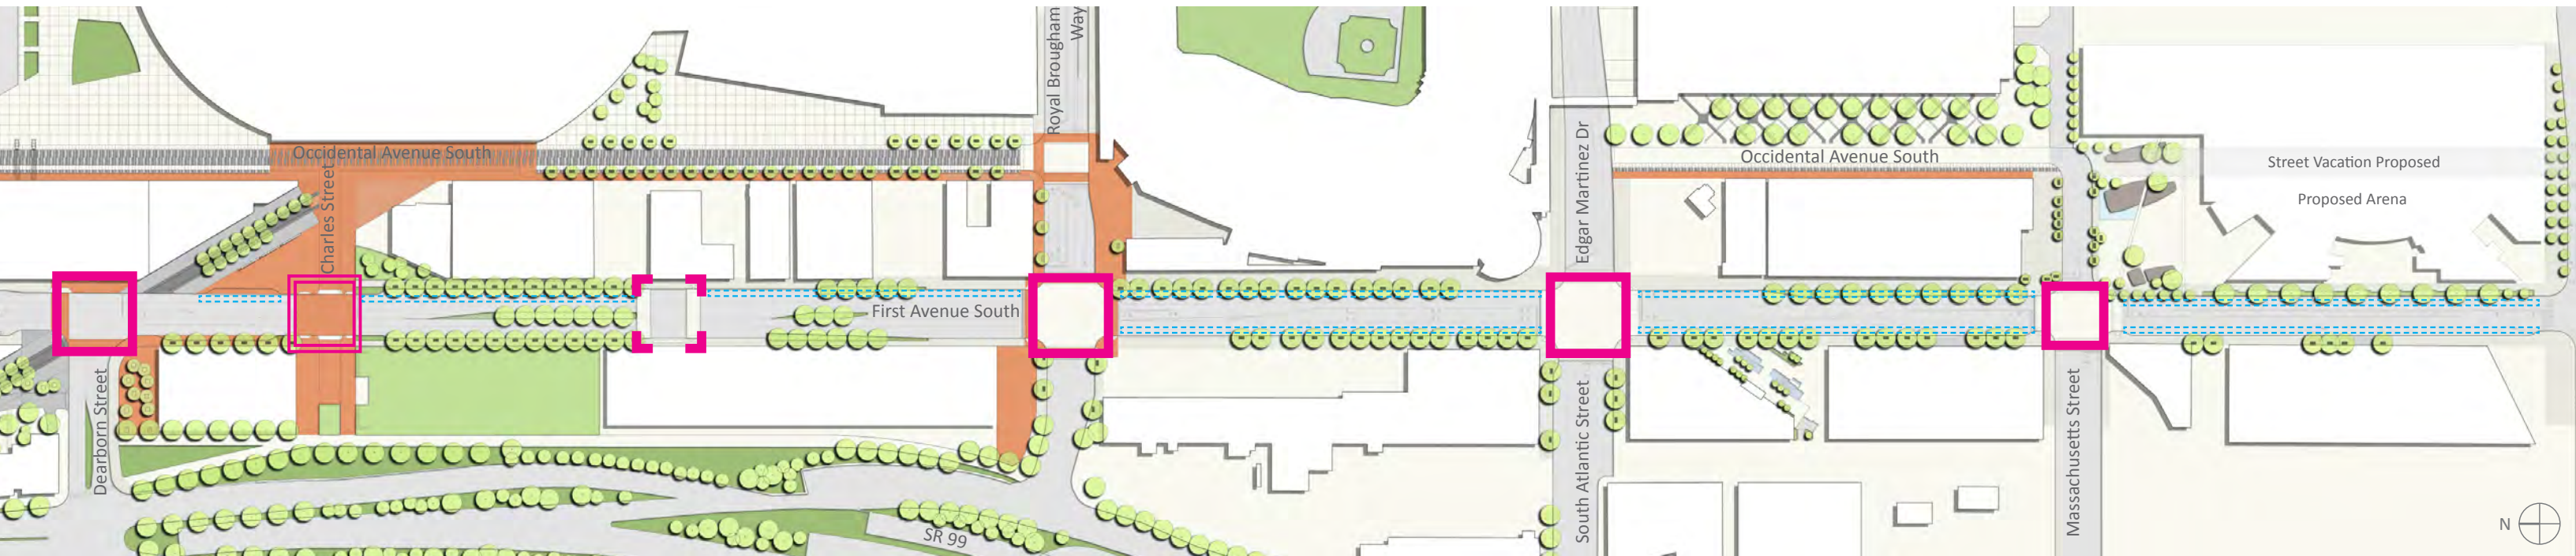 Royal Brougham
Way
Occidental Avenue South
Charles Street
Edgar Martinez Dr
Occidental Avenue South
Street Vacation Proposed
Proposed Arena
First Avenue South
Dearborn Street
South Atlantic Street
Massachusetts Street
SR 99
N